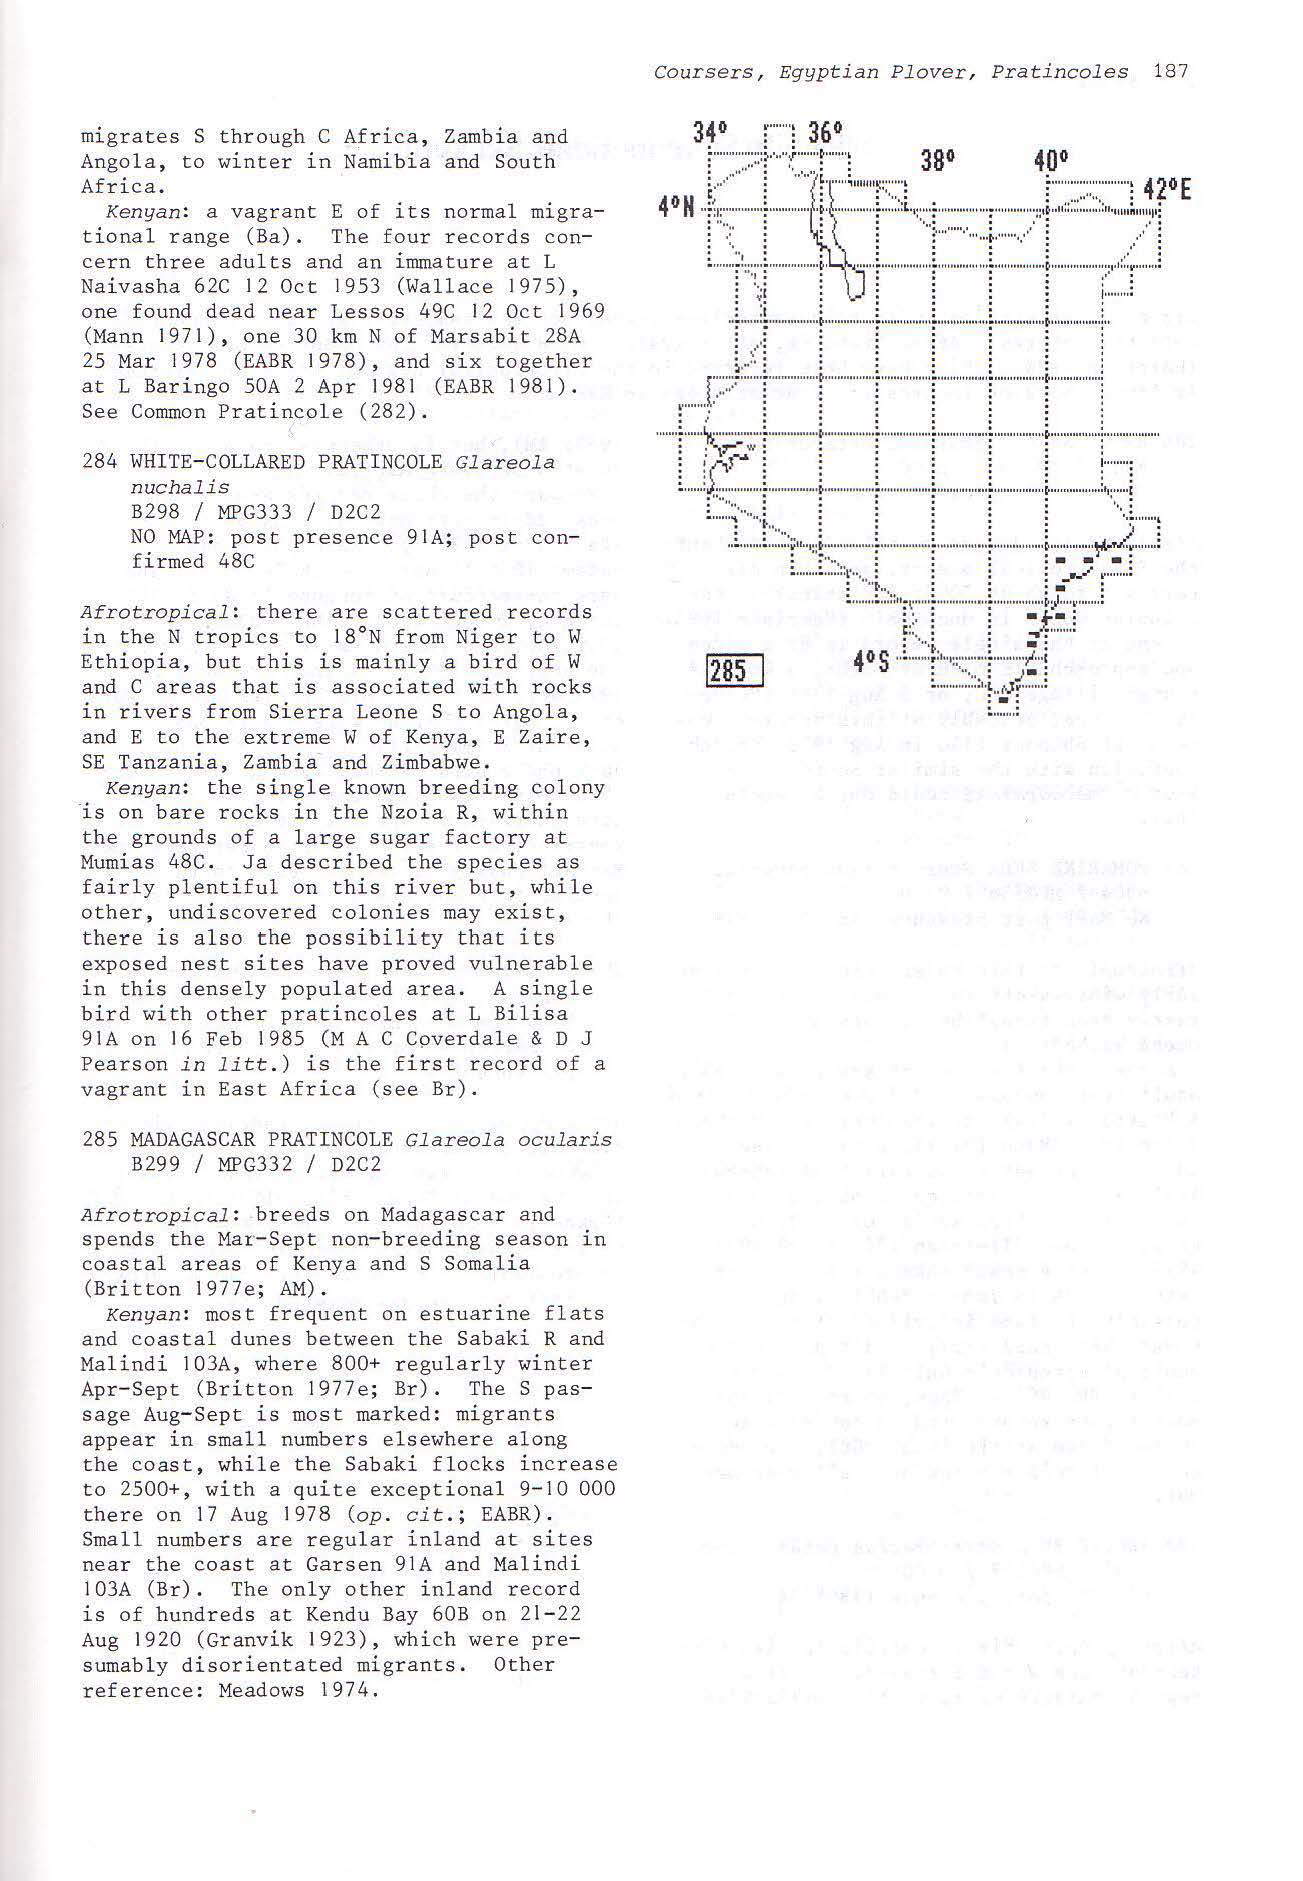 Coursers, Egyptian Plover, Pratincoles 187
migrates S through C Africa, Zambia and
Angola, to winter in Namibia and South
Africa.
Kenyan: a vagrant E of its normal migra-
tional range (Ba). The four records con-
cern three adults and an immature at L
Naivasha 62C 12 Oct 1953 (Wallace 1975),
one found dead near Lessos 49C 12 Oct 1969
(Mann 1971), one 30 km N of Marsabit 28A
25 Mar 1978 (EABR 1978), and six together
at L Baringo 50A 2 Apr 1981 (EABR 1981).
See Common Pratincole (282).
284 WHITE-COLLARED PRATINCOLE Glareola
nuchalis
B298 / MPG333 / D2C2
NO MAP: post presence 91A; post con-
firmed 48C
Afrotropical: there are scattered records
in the N tropics to 18°N from Niger to W
Ethiopia, but this is mainly a bird of W
and C areas that is associated with rocks
in rivers from Sierra Leone S to Angola,
and E to the extreme W of Kenya, E Zaire,
SE Tanzania, Zambia and Zimbabwe.
Kenyan: the single known breeding colony
is on bare rocks in the Nzoia R, within
the grounds of a large sugar factory at
Mumias 48C. Ja described the species as
fairly plentiful on this river but, while
other, undiscovered colonies may exist,
there is also the possibility that its
exposed nest sites have proved vulnerable
in this densely populated area. A single
bird with other pratincoles at L Bilisa
91A on 16 Feb 1985 (M A C Coverdale & D J
Pearson in litt.) is the first record of a
vagrant in East Africa (see Br).
285 MADAGASCAR PRATINCOLE Glareola ocularis
B299 / MPG332 / D2C2
Afrotropical: breeds on Madagascar and
spends the Mar-Sept non-breeding season in
coastal areas of Kenya and S Somalia
(Britton 1977e; AM).
Kenyan: most frequent on estuarine flats
and coastal dunes between the Sabaki R and
Malindi 103A, where 800+ regularly winter
Apr-Sept (Britton 1977e; Br). The S pas-
sage Aug-Sept is most marked: migrants
appear in small numbers elsewhere along
the coast, while the Sabaki flocks increase
to 2500+, with a quite exceptional 9-10 000
there on 17 Aug 1978 (op. cit.; EABR).
Small numbers are regular inland at sites
near the coast at Garsen 91A and Malindi
103A (Br). The only other inland record
is of hundreds at Kendu Bay 60B on 21-22
Aug 1920 (Granvik 1923), which were pre-
sumably disorientated migrants. Other
reference: Meadows 1974.
34° 36°
38° 40°
42°E
4°N
4°S
285